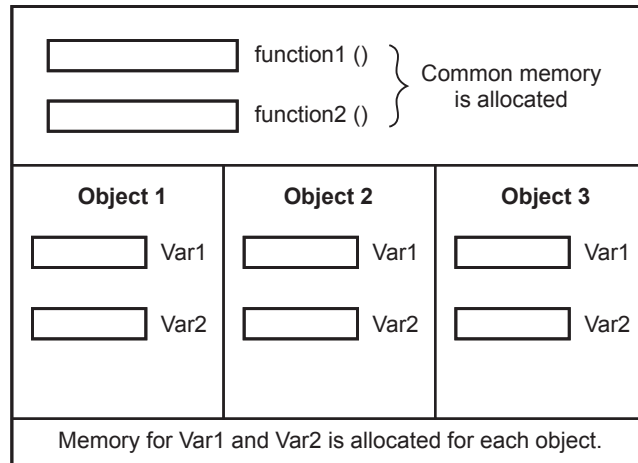 function1 ()
function2 ()
Common memory
is allocated
Object 1
Object 2
Object 3
Var1
Var1
Var1
Var2
Var2
Var2
Memory for Var1 and Var2 is allocated for each object.